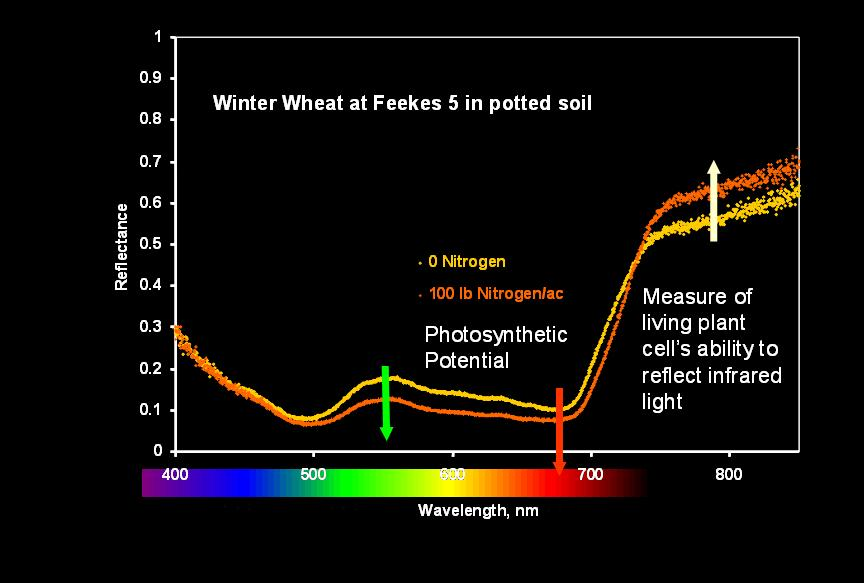 1
0.9
Winter Wheat at Feekes 5 in potted soil
0.8
0.7
0.6
0.5
Reflectance
0 Nitrogen
0.4
100 lb Nitrogen/ac
0.3
Photosynthetic
Potential
Measure of
living plant
cell's ability to
reflect infrared
light
0.2
0.1
0
400 500 600 700 800
Wavelength, nm